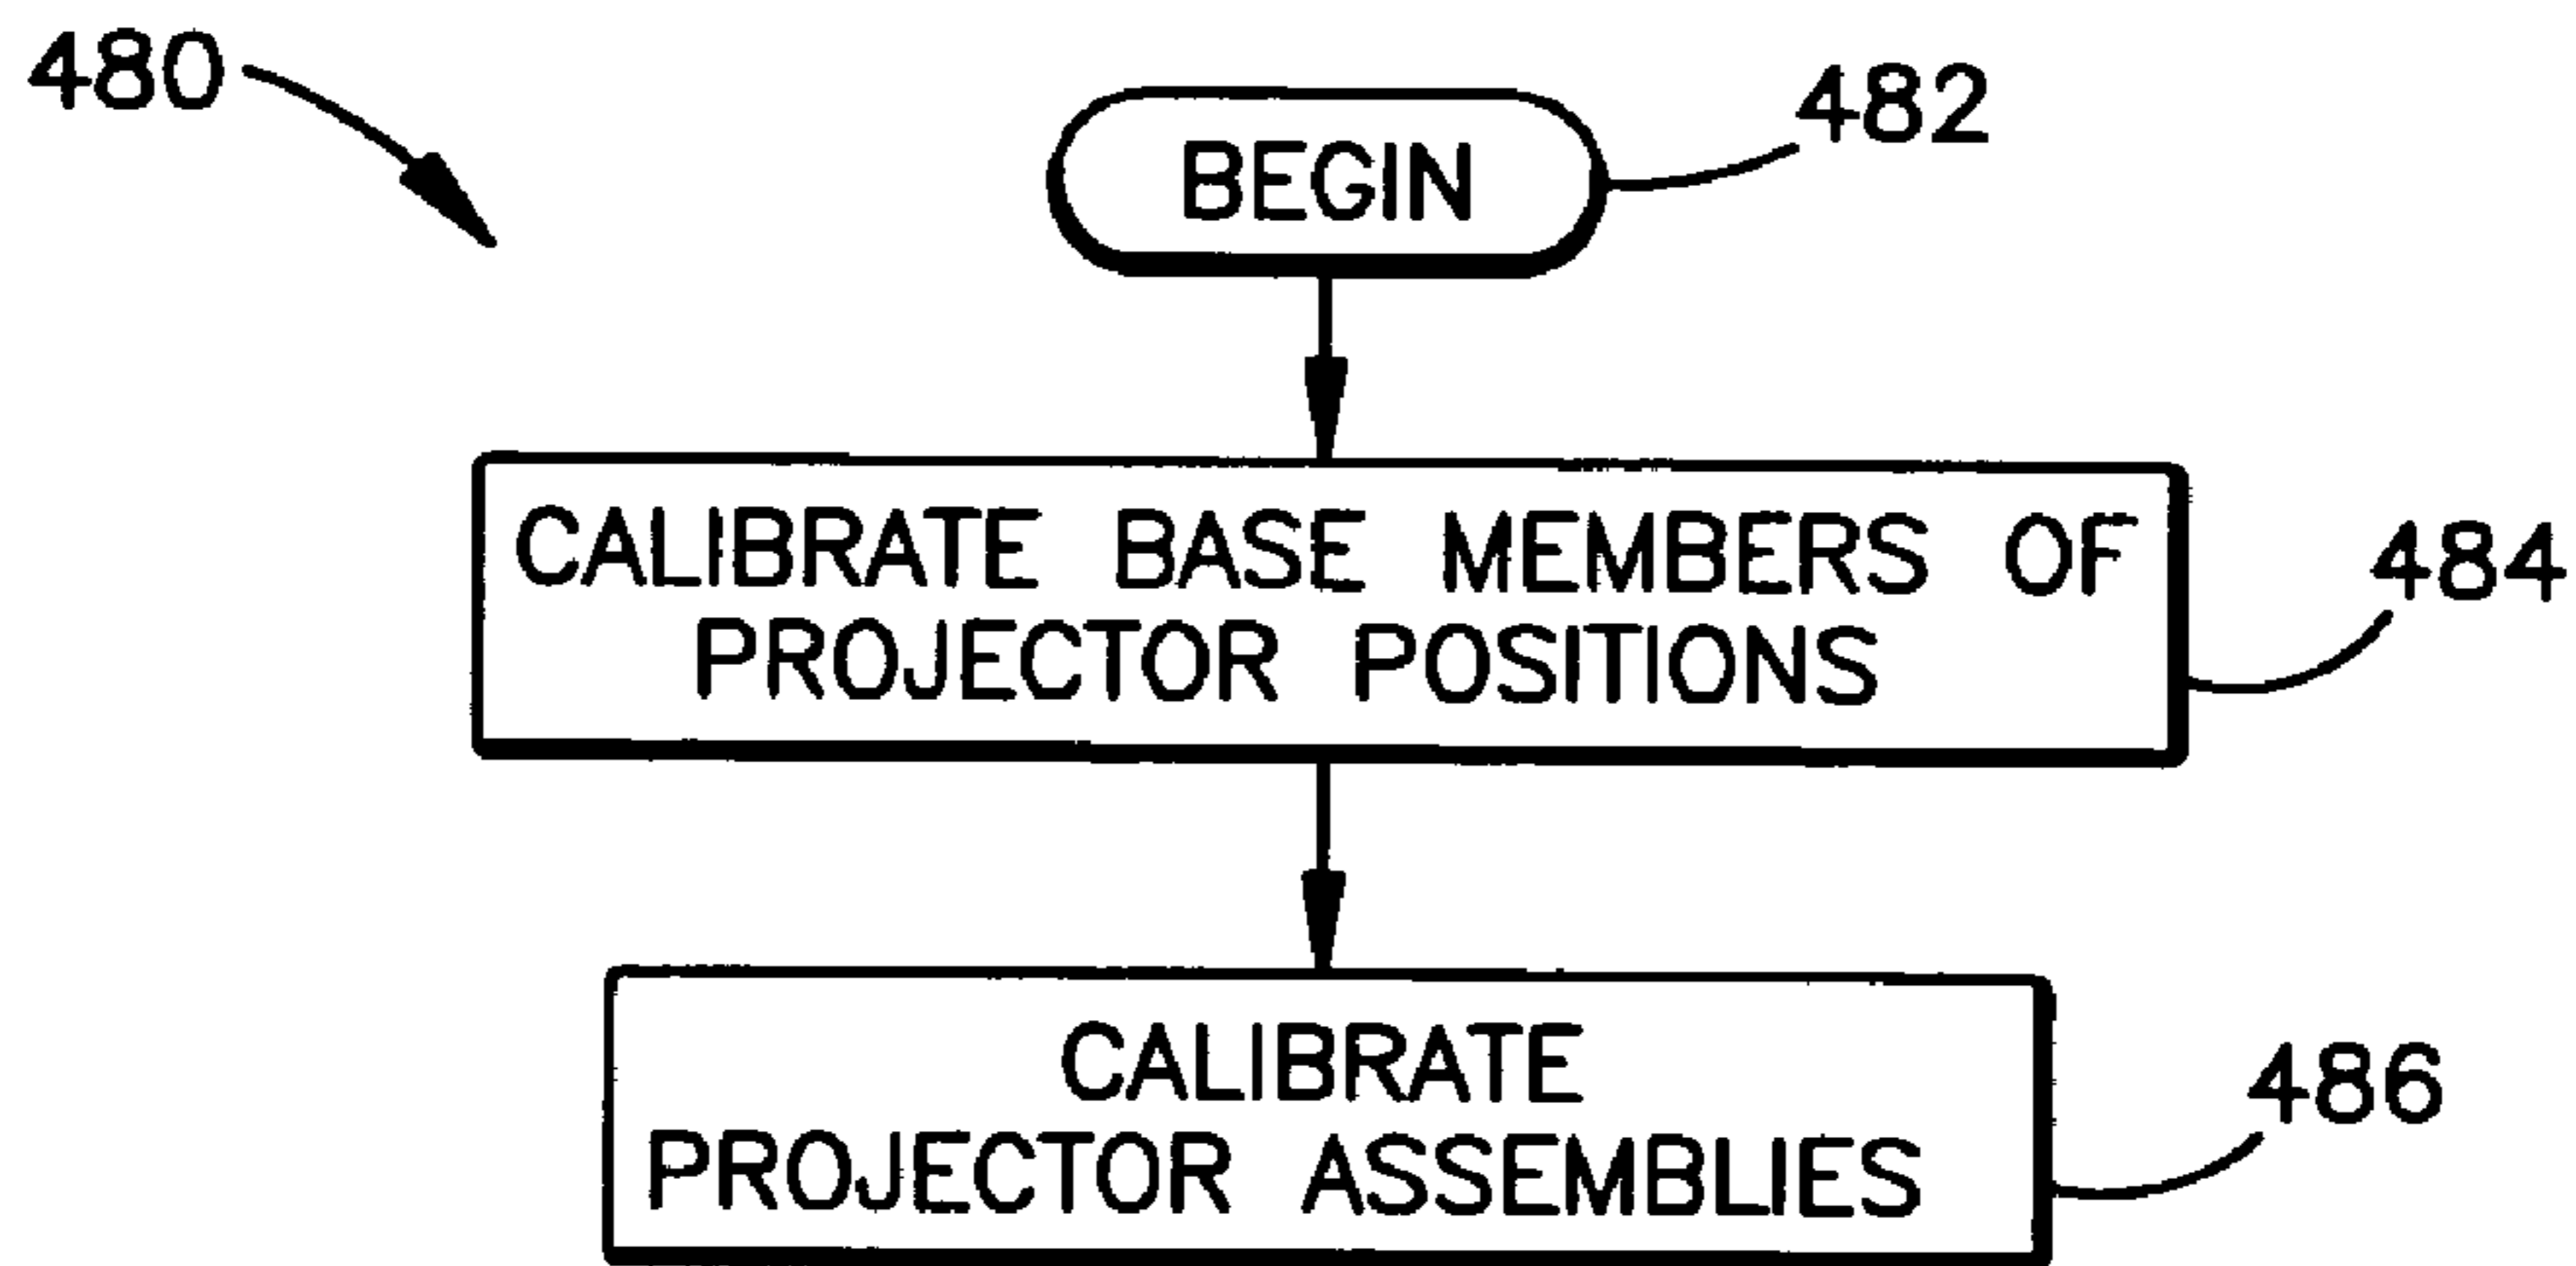 480
BEGIN
482
CALIBRATE BASE MEMBERS OF
PROJECTOR POSITIONS
484
CALIBRATE
PROJECTOR ASSEMBLIES
486